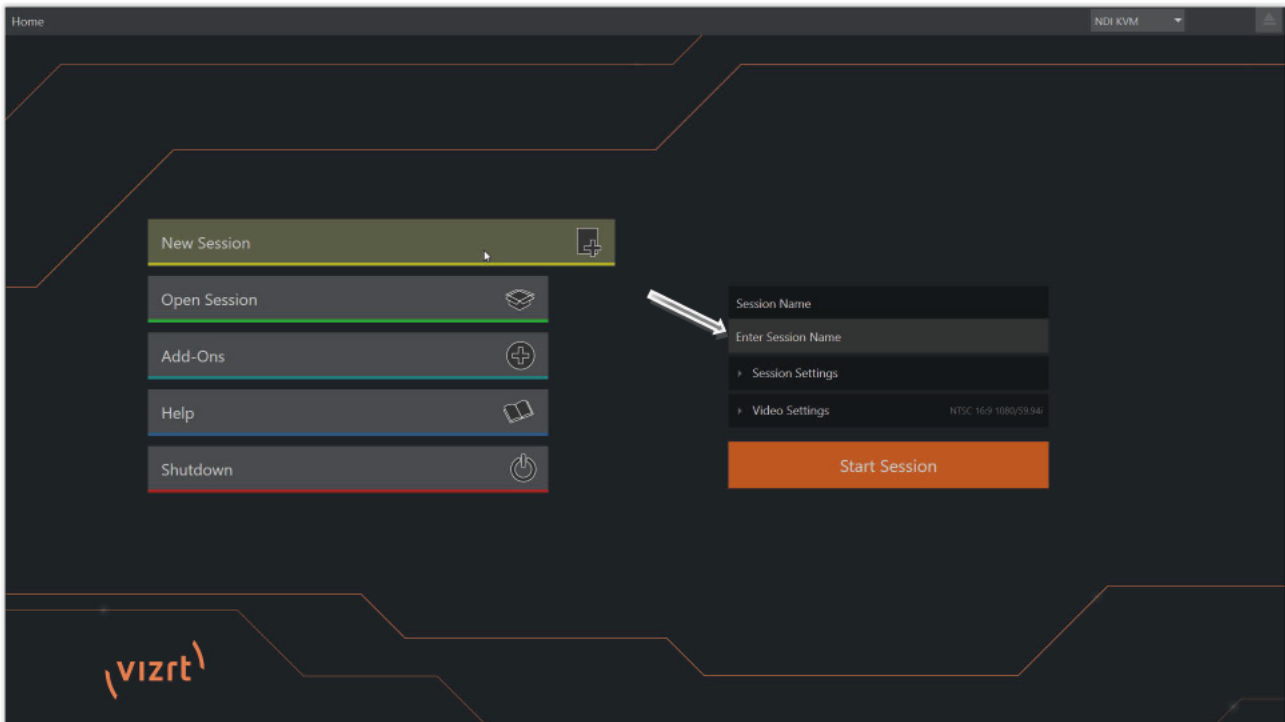 Home
NDI KVM
New Session
Open Session
Add-Ons
Help
Shutdown
Session Name
Enter Session Name
Session Settings
Video Settings NTSC 16:9 1080/59.94i
Start Session
vizrt